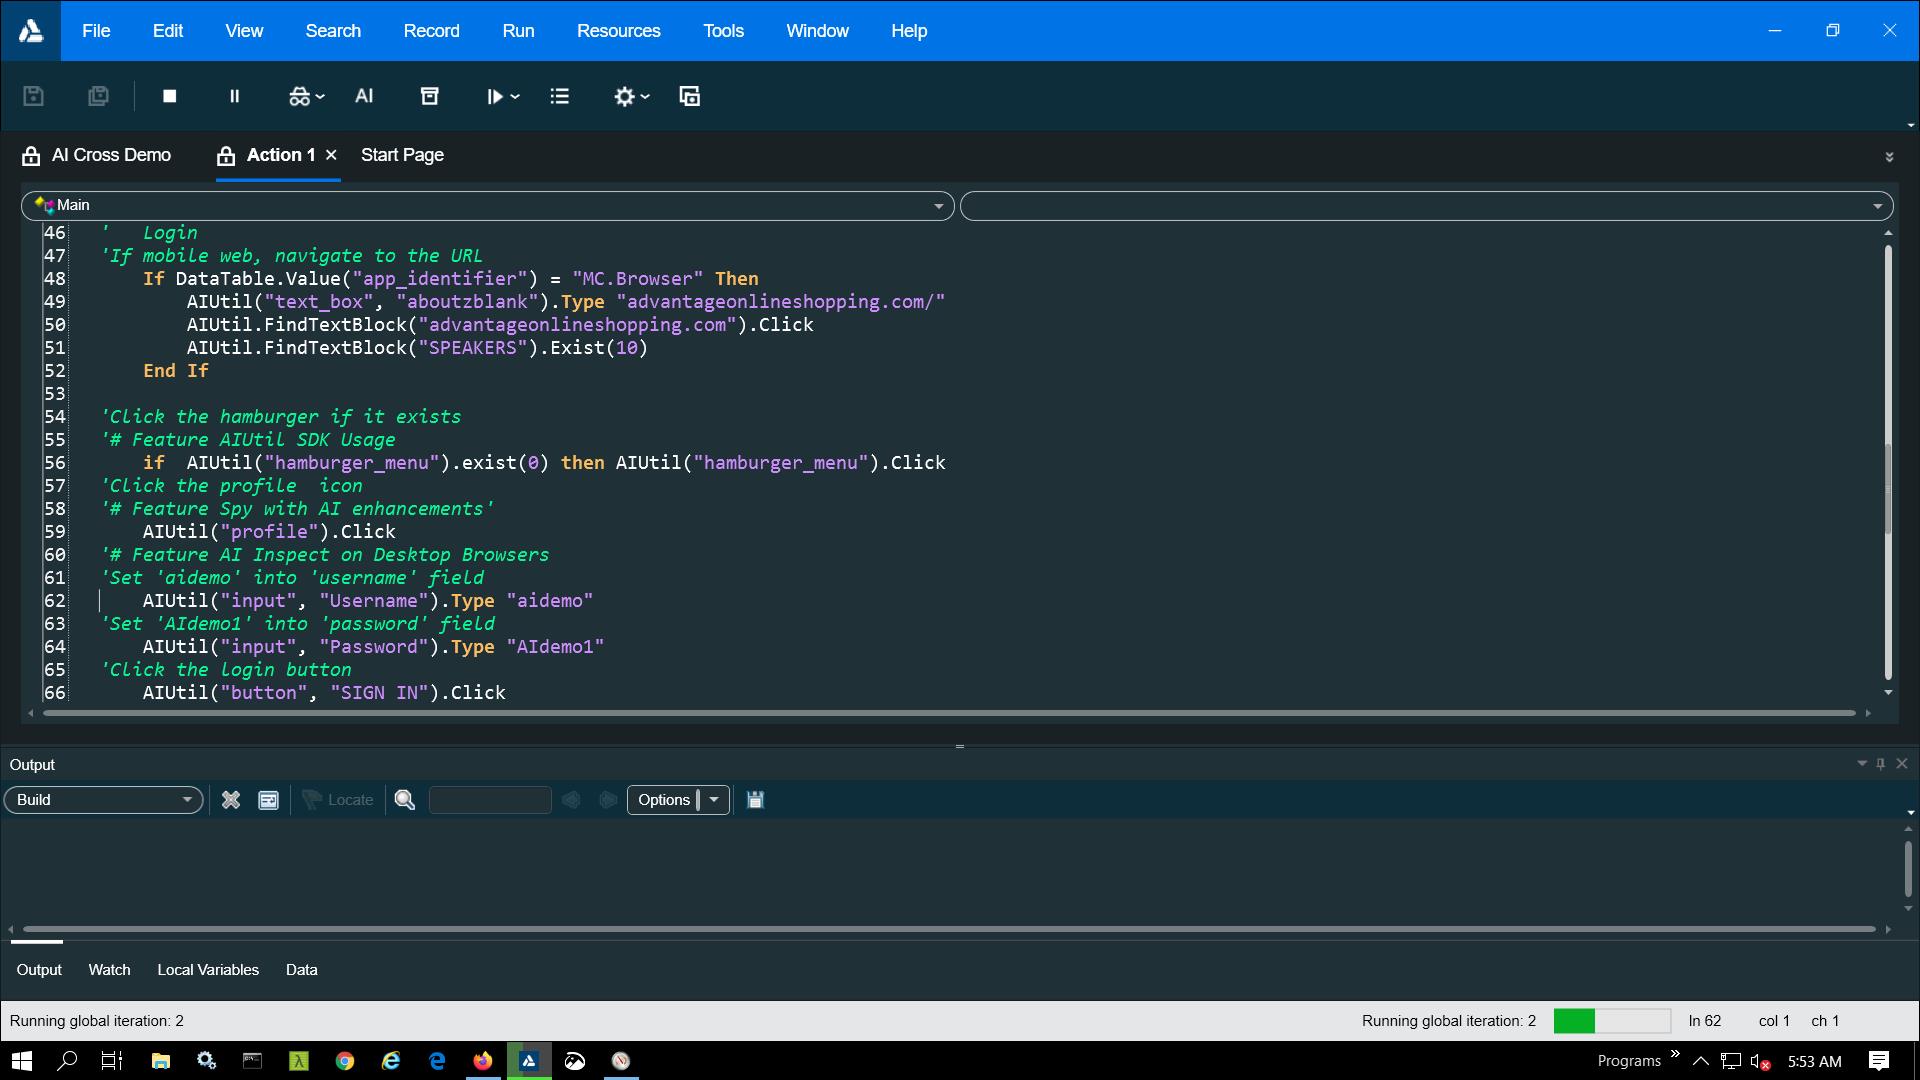 File Edit View Search Record Run Resources Tools Window Help
AI
AI Cross Demo Action 1 Start Page
Main
46 '   Login
47 'If mobile web, navigate to the URL
48 If DataTable.Value("app_identifier") = "MC.Browser" Then
49 AIUtil("text_box", "aboutzblank").Type "advantageonlineshopping.com/"
50 AIUtil.FindTextBlock("advantageonlineshopping.com").Click
51 AIUtil.FindTextBlock("SPEAKERS").Exist(10)
52 End If
53
54 'Click the hamburger if it exists
55 '# Feature AIUtil SDK Usage
56 if  AIUtil("hamburger_menu").exist(0) then AIUtil("hamburger_menu").Click
57 'Click the profile  icon
58 '# Feature Spy with AI enhancements'
59 AIUtil("profile").Click
60 '# Feature AI Inspect on Desktop Browsers
61 'Set 'aidemo' into 'username' field
62 AIUtil("input", "Username").Type "aidemo"
63 'Set 'AIdemo1' into 'password' field
64 AIUtil("input", "Password").Type "AIdemo1"
65 'Click the login button
66 AIUtil("button", "SIGN IN").Click
Output
Build Locate Options
Output Watch Local Variables Data
Running global iteration: 2 Running global iteration: 2 ln 62 col 1 ch 1
Programs 5:53 AM